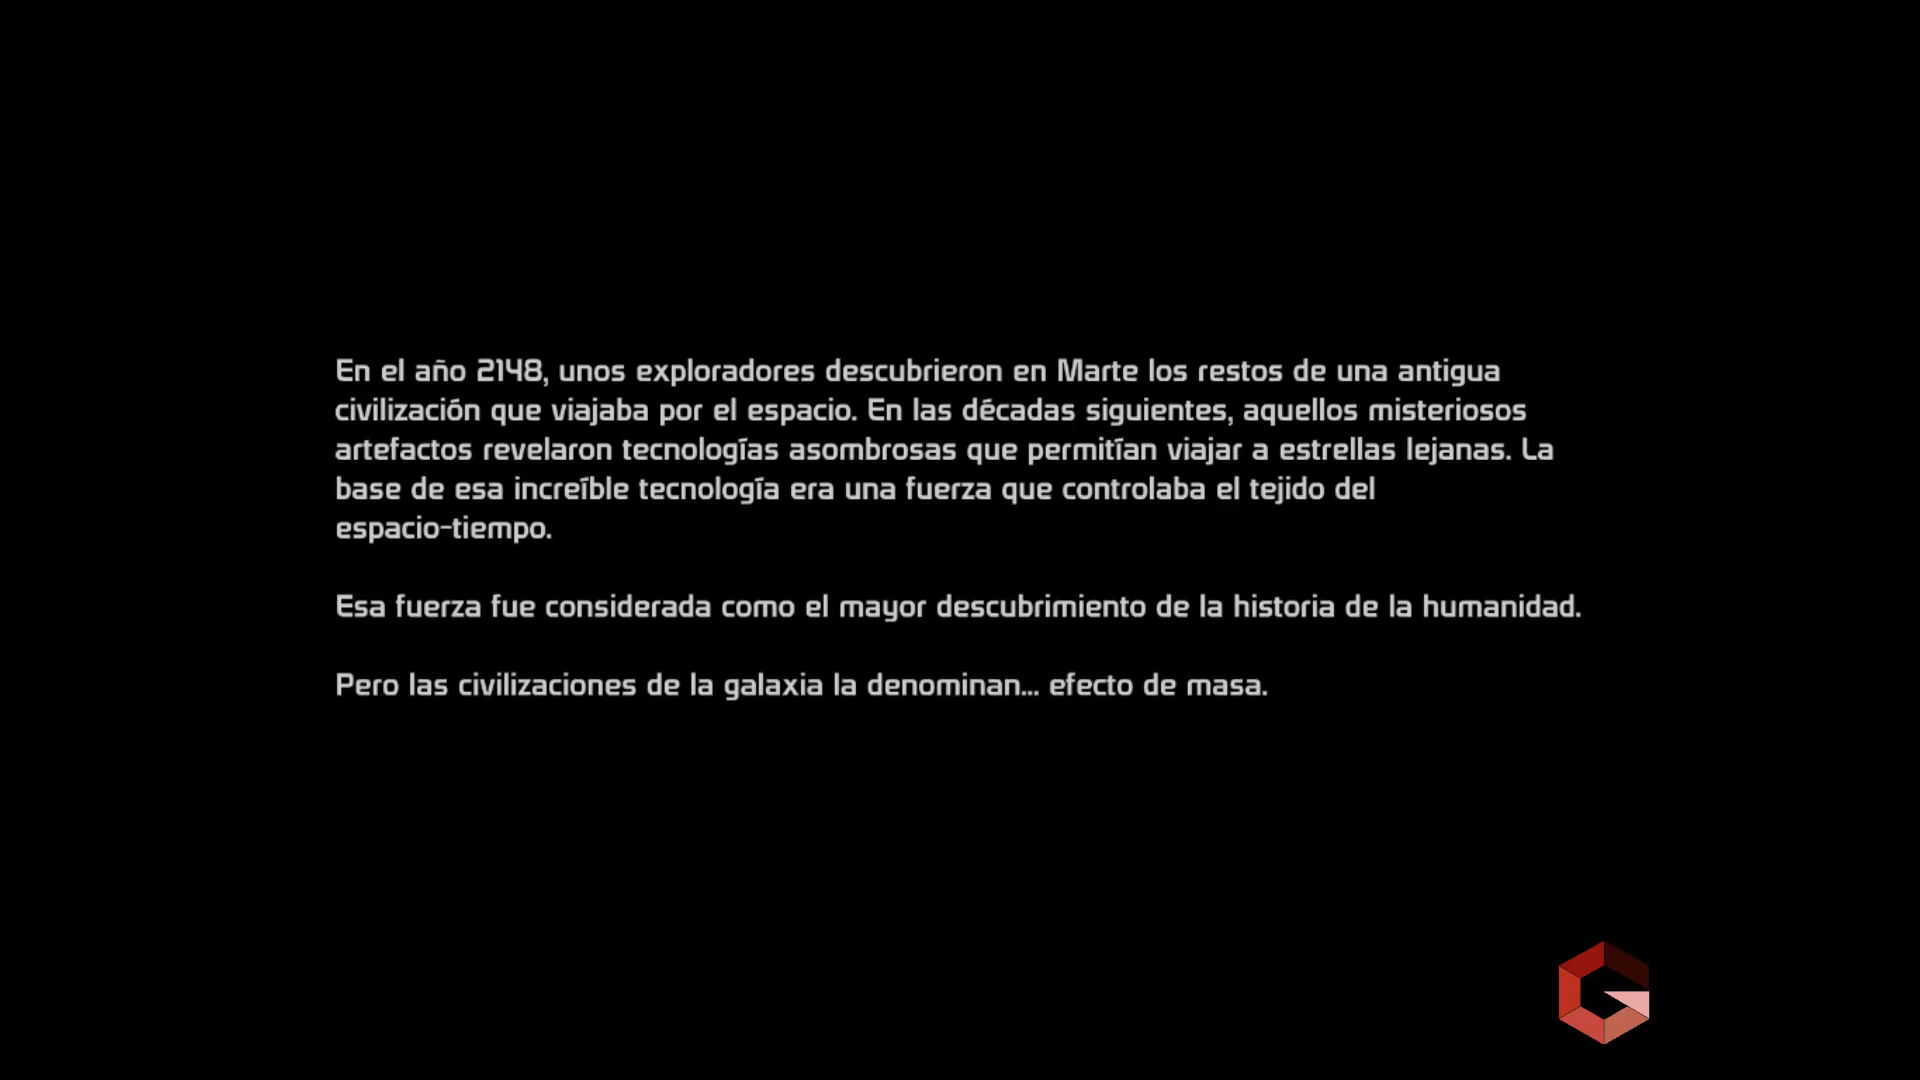 En el año 2148, unos exploradores descubrieron en Marte los restos de una antigua
civilización que viajaba por el espacio. En las décadas siguientes, aquellos misteriosos
artefactos revelaron tecnologías asombrosas que permitían viajar a estrellas lejanas. La
base de esa increíble tecnología era una fuerza que controlaba el tejido del
espacio-tiempo.
Esa fuerza fue considerada como el mayor descubrimiento de la historia de la humanidad.
Pero las civilizaciones de la galaxia la denominan... efecto de masa.